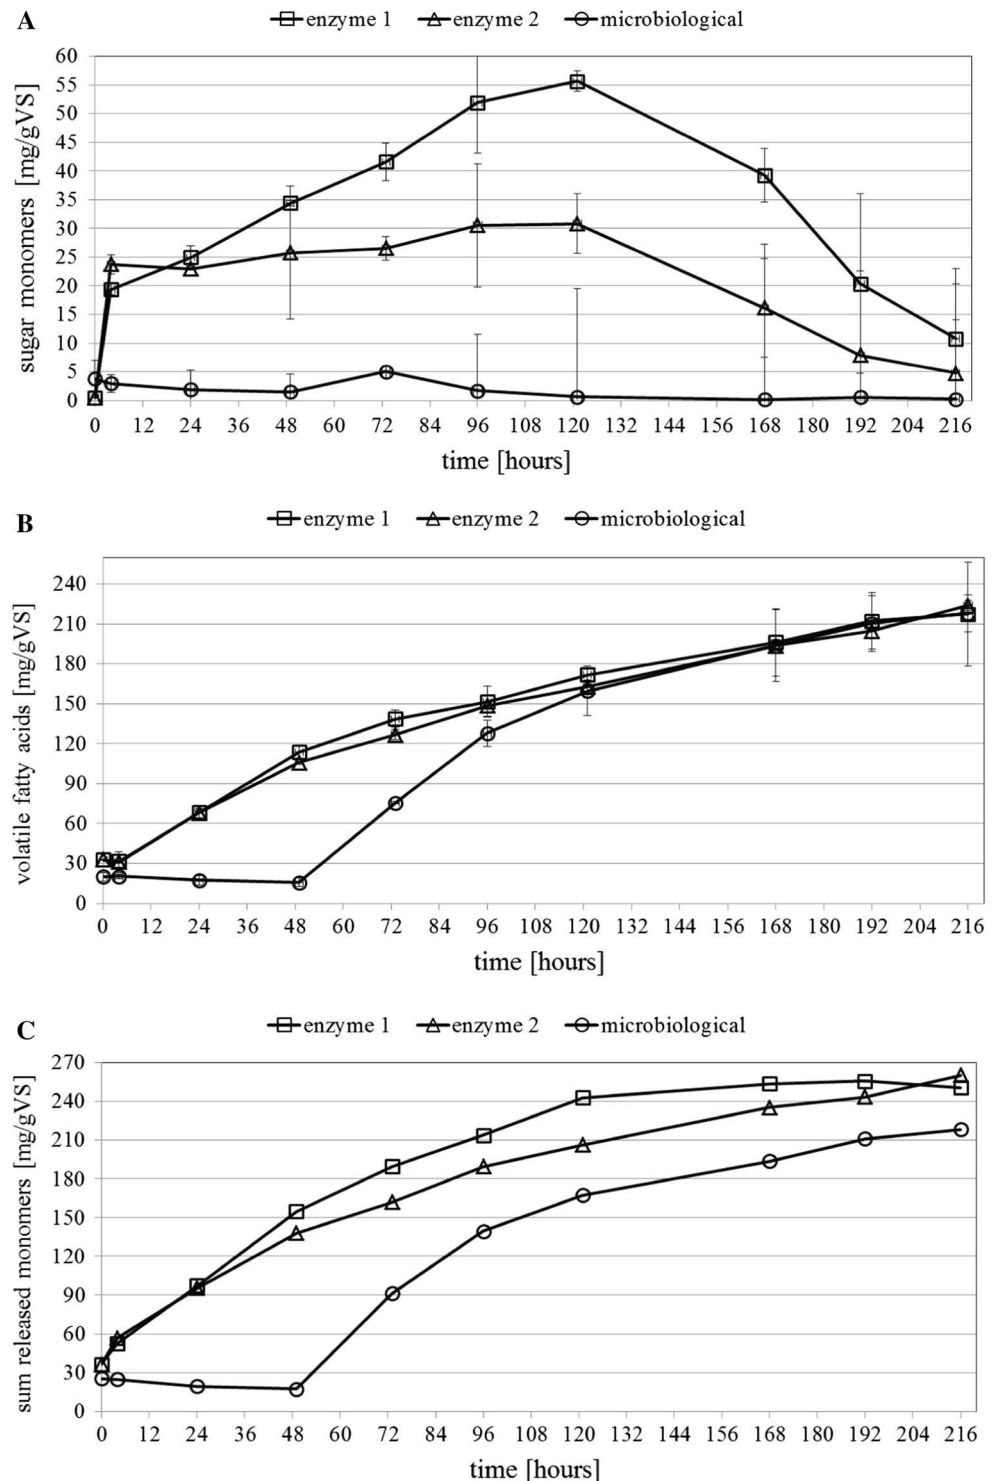 A
enzyme 1 enzyme 2 microbiological
60
55
50
45
40
35
30
25
20
15
10
5
0
sugar monomers [mg/gVS]
0 12 24 36 48 60 72 84 96 108 120 132 144 156 168 180 192 204 216
time [hours]
B
enzyme 1 enzyme 2 microbiological
240
210
180
150
120
90
60
30
0
volatile fatty acids [mg/gVS]
0 12 24 36 48 60 72 84 96 108 120 132 144 156 168 180 192 204 216
time [hours]
C
enzyme 1 enzyme 2 microbiological
270
240
210
180
150
120
90
60
30
0
sum released monomers [mg/gVS]
0 12 24 36 48 60 72 84 96 108 120 132 144 156 168 180 192 204 216
time [hours]